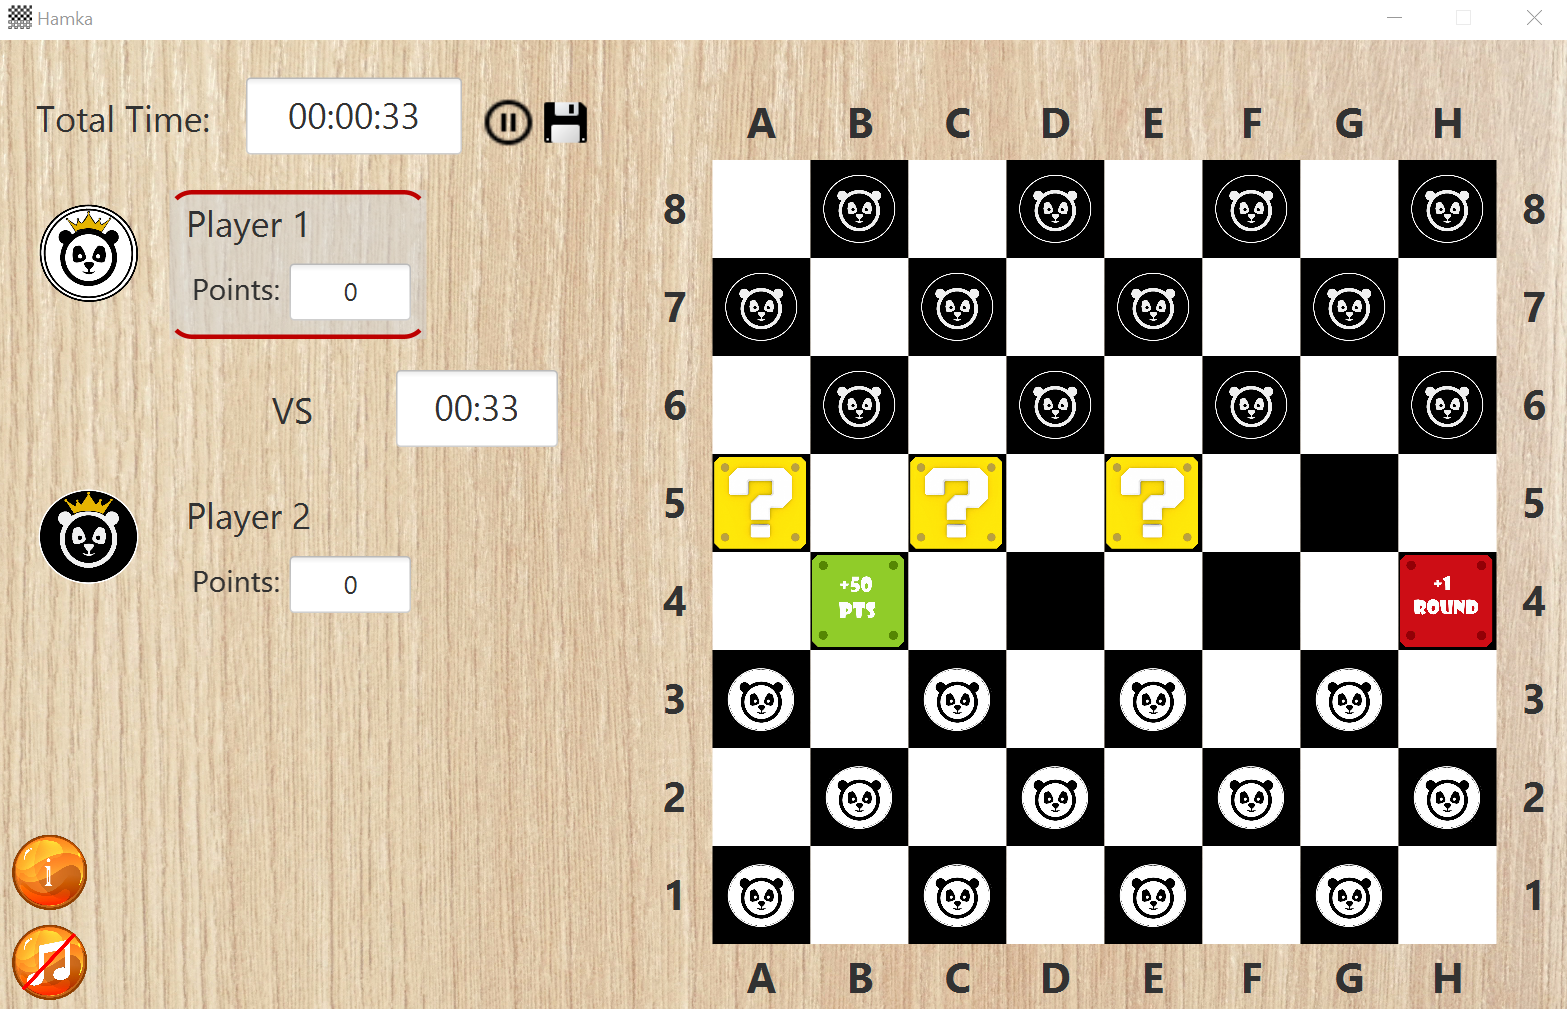 Hamka
Total Time: 00:00:33
Player 1
Points: 0
VS 00:33
Player 2
Points: 0
i
A B C D E F G H
8 8
7 7
6 6
5 ? ? ? 5
4 +50 PTS +1 ROUND 4
3 3
2 2
1 1
A B C D E F G H